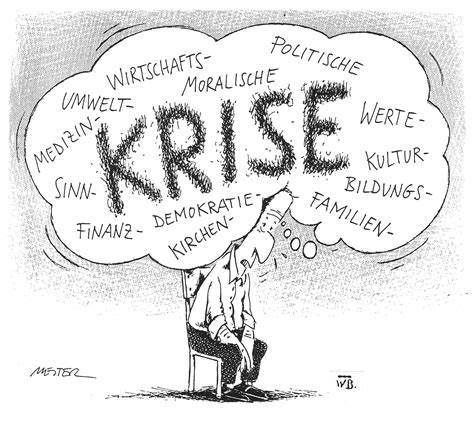 POLITISCHE
WIRTSCHAFTS-
MORALISCHE
UMWELT-
MEDIZIN-
KRISE
WERTE-
KULTUR-
SINN-
BILDUNGS-
FINANZ-
DEMOKRATIE-
FAMILIEN-
KIRCHEN-
MESTER
WB.